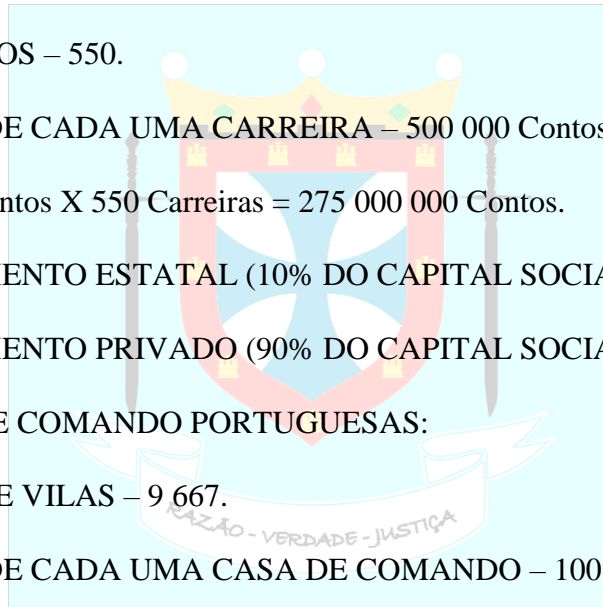 OS – 550.
DE CADA UMA CARREIRA – 500 000 Contos
ntos X 550 Carreiras = 275 000 000 Contos.
MENTO ESTATAL (10% DO CAPITAL SOCIA
MENTO PRIVADO (90% DO CAPITAL SOCIA
E COMANDO PORTUGUESAS:
E VILAS – 9 667.
RAZÃO - VERDADE - JUSTIÇA
DE CADA UMA CASA DE COMANDO – 100